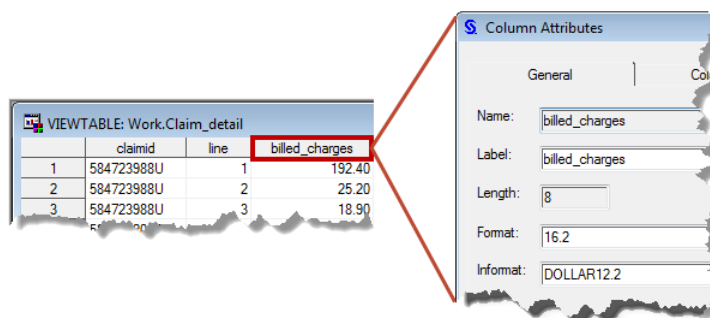 VIEWTABLE: Work.Claim_detail
claimid line billed_charges
1 584723988U 1 192.40
2 584723988U 2 25.20
3 584723988U 3 18.90
Column Attributes
General
Name: billed_charges
Label: billed_charges
Length: 8
Format: 16.2
Informat: DOLLAR12.2